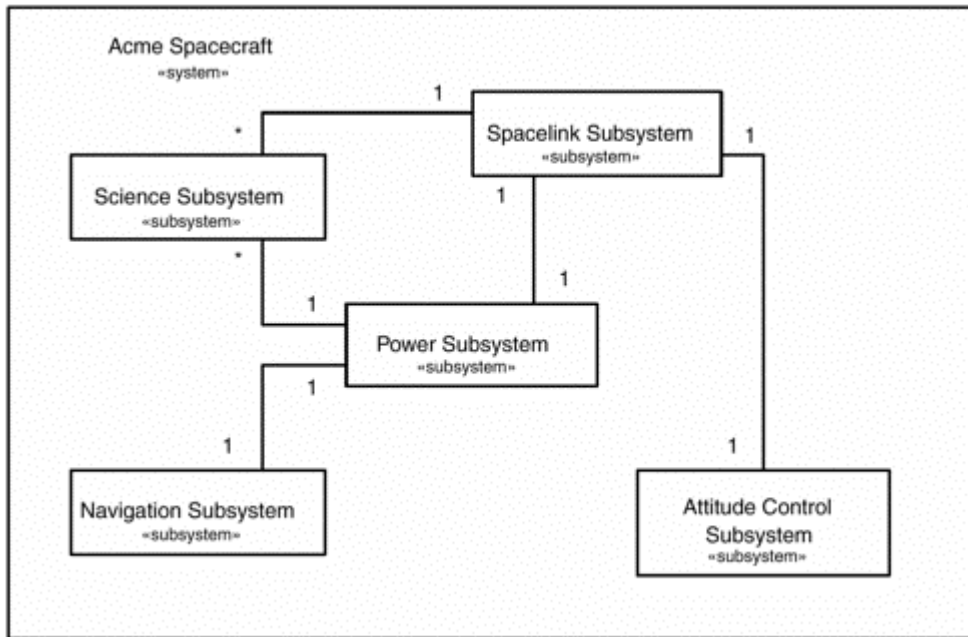 Acme Spacecraft
«system»
1
Spacelink Subsystem
«subsystem»
1
*
Science Subsystem
«subsystem»
1
*
1
1
Power Subsystem
«subsystem»
1
1
1
Navigation Subsystem
«subsystem»
Attitude Control
Subsystem
«subsystem»